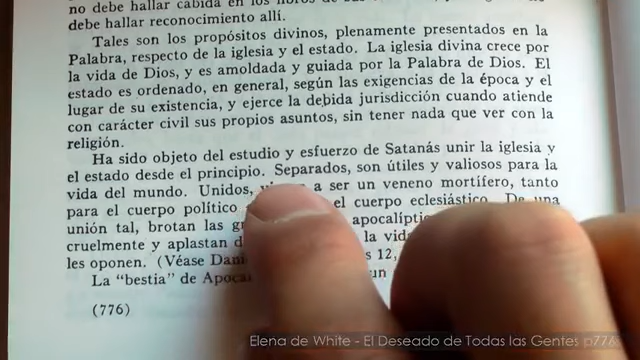 no debe hallar cabida en los
debe hallar reconocimiento allí.
Tales son los propósitos divinos, plenamente presentados en la
Palabra, respecto de la iglesia y el estado. La iglesia divina crece por
la vida de Dios, y es amoldada y guiada por la Palabra de Dios. El
estado es ordenado, en general, según las exigencias de la época y el
lugar de su existencia, y ejerce la debida jurisdicción cuando atiende
con carácter civil sus propios asuntos, sin tener nada que ver con la
religión.
Ha sido objeto del estudio y esfuerzo de Satanás unir la iglesia y
el estado desde el principio. Separados, son útiles y valiosos para la
vida del mundo. Unidos, a ser un veneno mortífero, tanto
para el cuerpo político el cuerpo eclesiástico. De una
unión tal, brotan las
cruelmente y aplastan la
les oponen. (Véase 12,
La "bestia" de un
(776)
Elena de White - El Deseado de Todas las Gentes p776